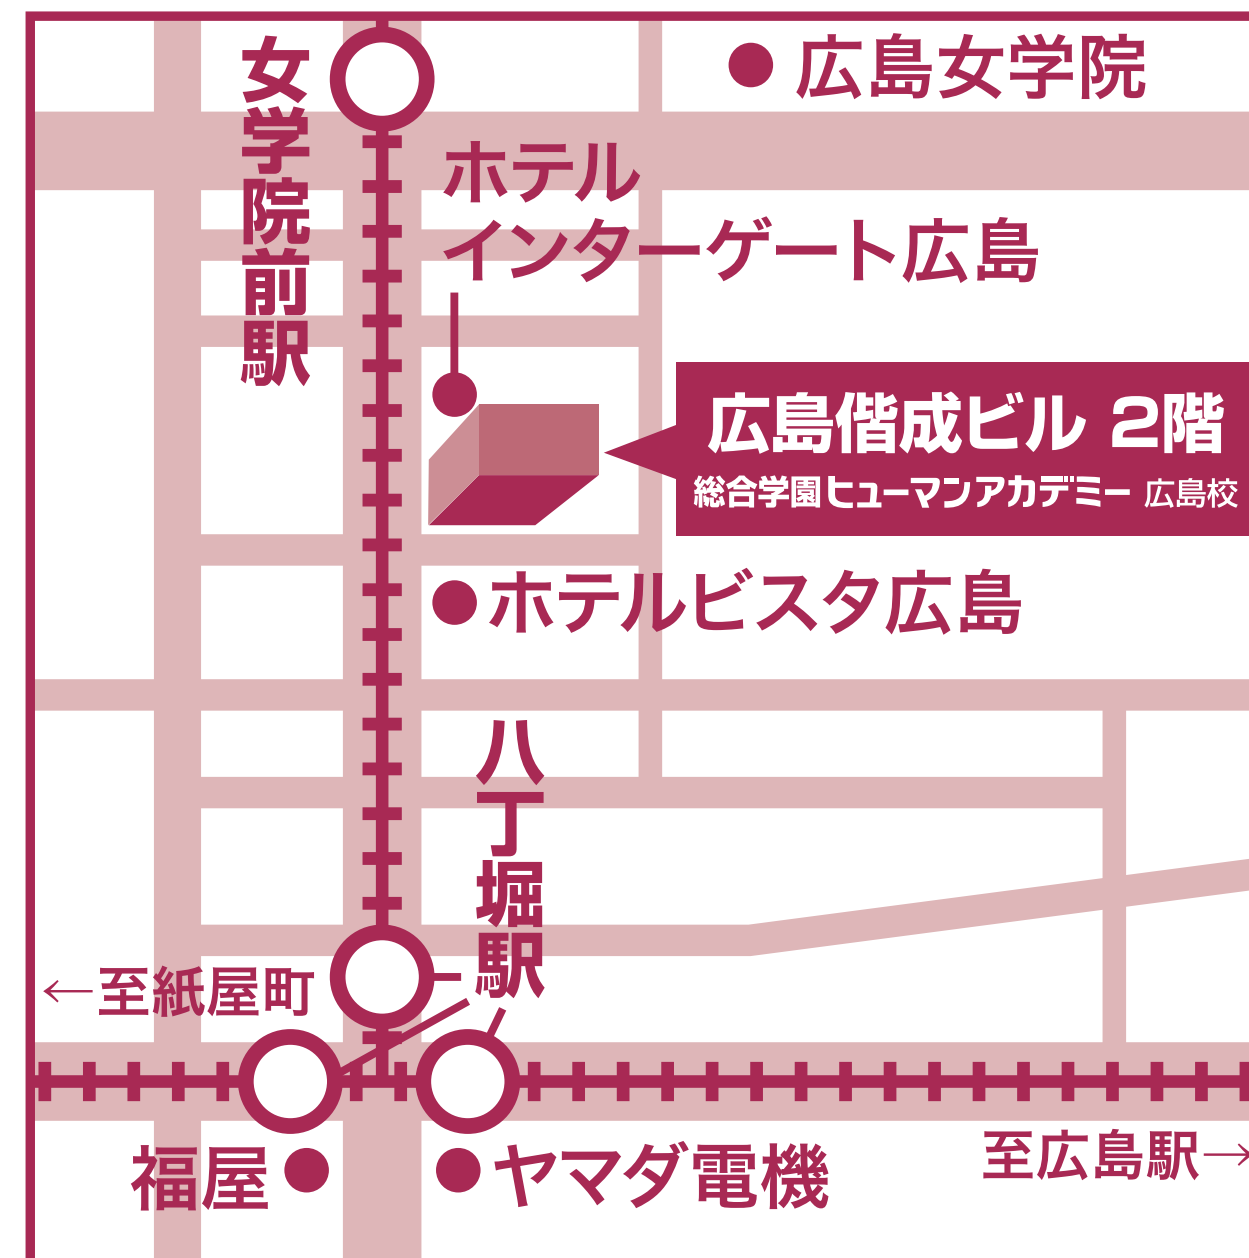 広島女学院
女学院前駅
ホテル
インターゲート広島
広島偕成ビル 2階
総合学園ヒューマンアカデミー 広島校
ホテルビスタ広島
八丁堀駅
←至紙屋町
至広島駅→
福屋
ヤマダ電機